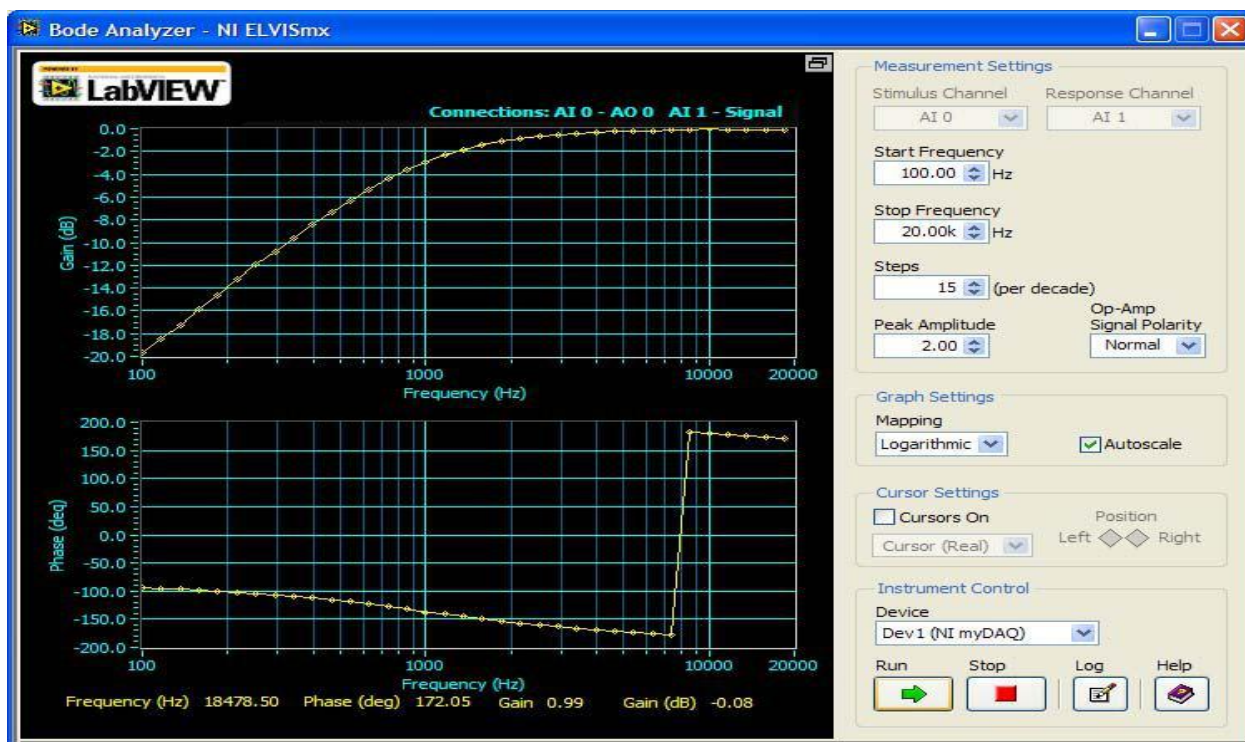 Bode Analyzer - NI ELVISmx
LabVIEW
Connections: AI 0 - AO 0 AI 1 - Signal
0.0
-2.0
-4.0
-6.0
-8.0
-10.0
-12.0
-14.0
-16.0
-18.0
-20.0
Gain (dB)
100 1000 10000 20000
Frequency (Hz)
200.0
150.0
100.0
50.0
0.0
-50.0
-100.0
-150.0
-200.0
Phase (deg)
100 1000 10000 20000
Frequency (Hz)
Frequency (Hz) 18478.50 Phase (deg) 172.05 Gain 0.99 Gain (dB) -0.08
Measurement Settings
Stimulus Channel Response Channel
AI 0 AI 1
Start Frequency
100.00 Hz
Stop Frequency
20.00k Hz
Steps
15 (per decade)
Peak Amplitude
2.00
Op-Amp
Signal Polarity
Normal
Graph Settings
Mapping
Logarithmic Autoscale
Cursor Settings
Cursors On Position
Cursor (Real) Left Right
Instrument Control
Device
Dev1 (NI myDAQ)
Run Stop Log Help